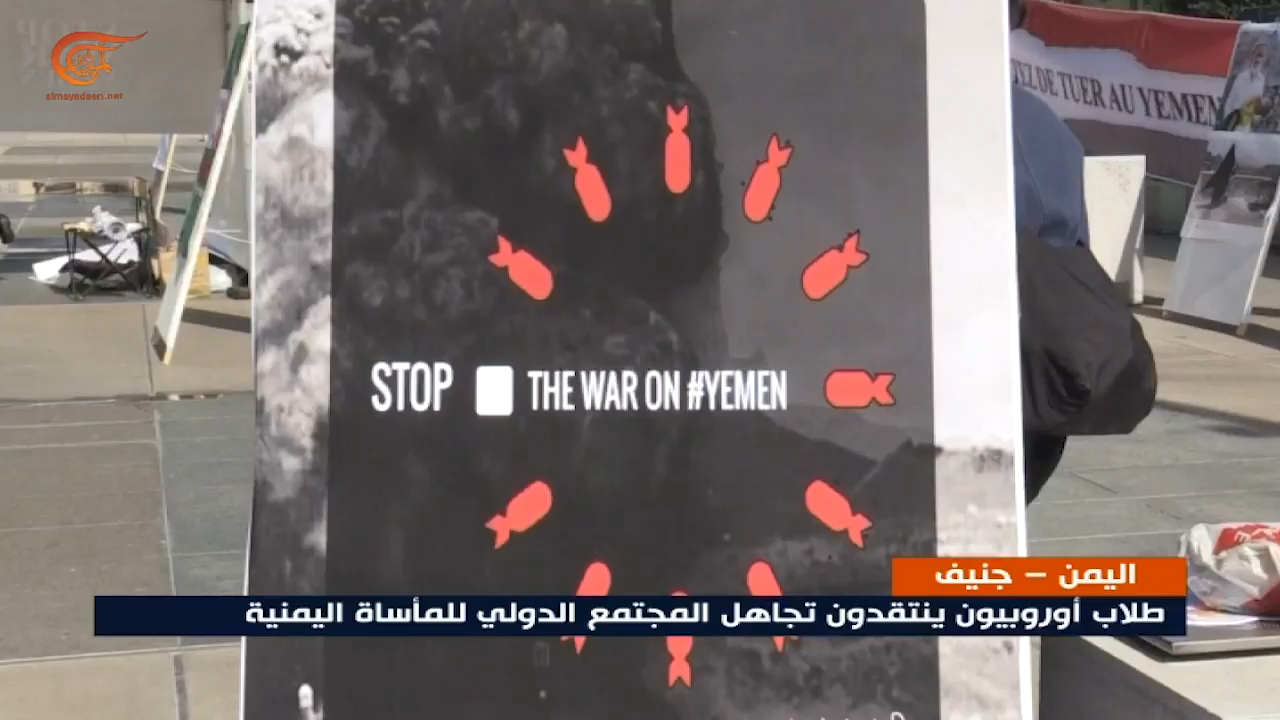 almayadeen.net
TEZ DE TUER AU YEMEN
STOP THE WAR ON #YEMEN
اليمن – جنيف
طلاب أوروبيون ينتقدون تجاهل المجتمع الدولي للمأساة اليمنية